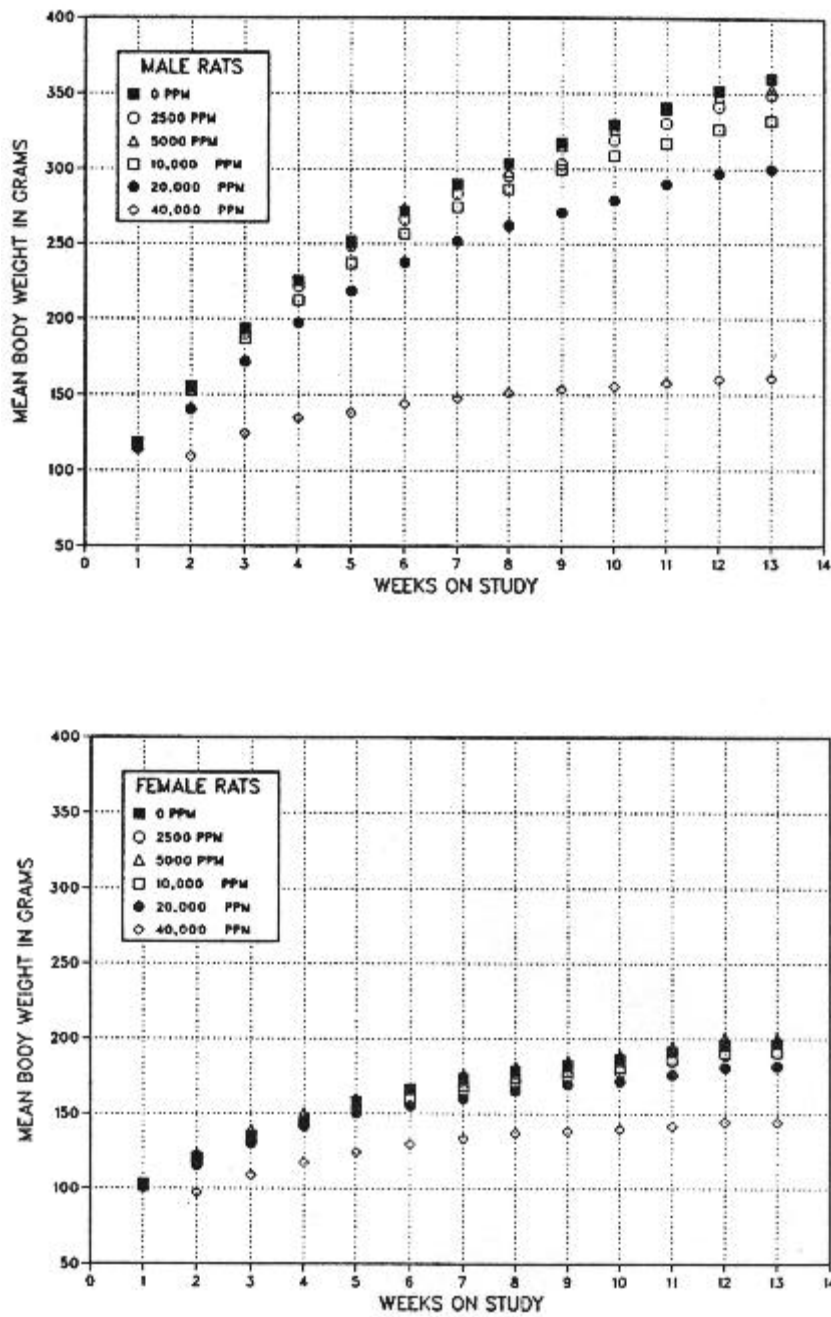 400
350
300
250
200
150
100
50
MEAN BODY WEIGHT IN GRAMS
MALE RATS
0 PPM
2500 PPM
5000 PPM
10,000 PPM
20,000 PPM
40,000 PPM
0 1 2 3 4 5 6 7 8 9 10 11 12 13 14
WEEKS ON STUDY
400
350
300
250
200
150
100
50
MEAN BODY WEIGHT IN GRAMS
FEMALE RATS
0 PPM
2500 PPM
5000 PPM
10,000 PPM
20,000 PPM
40,000 PPM
0 1 2 3 4 5 6 7 8 9 10 11 12 13 14
WEEKS ON STUDY